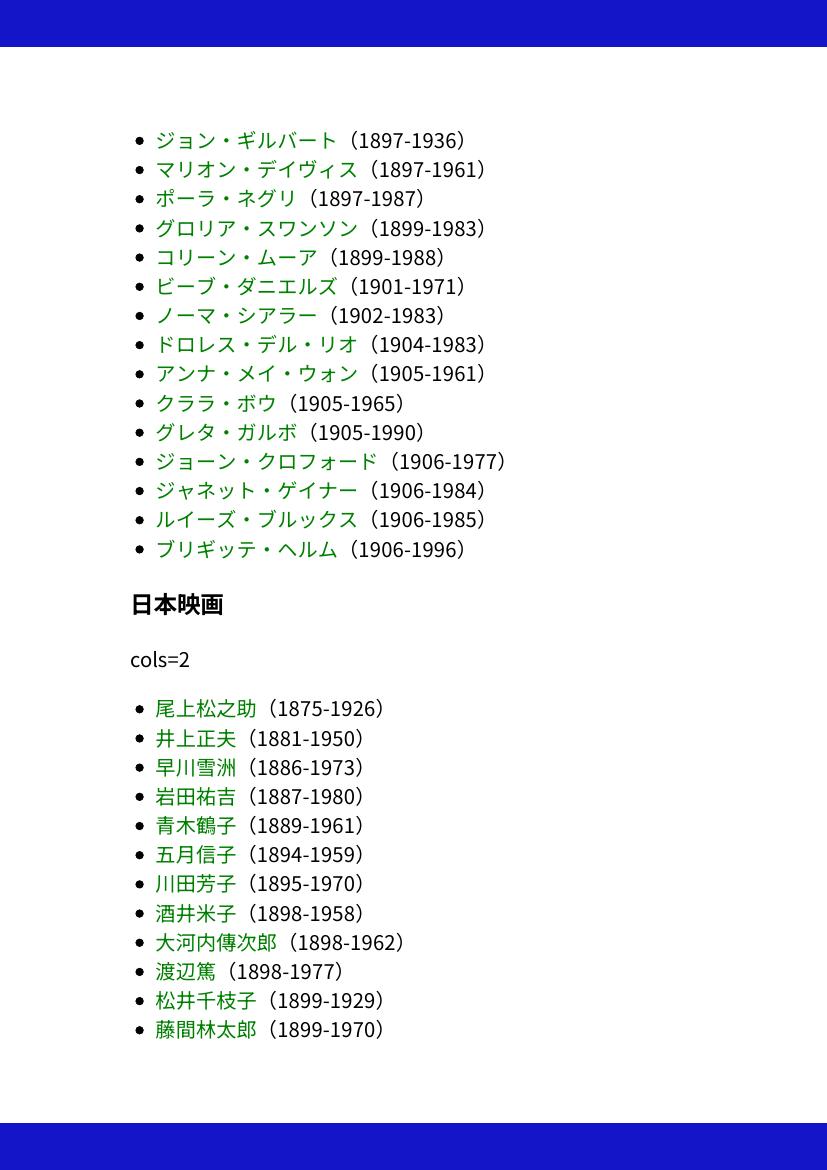 ジョン・ギルバート（1897-1936）
マリオン・デイヴィス（1897-1961）
ポーラ・ネグリ（1897-1987）
グロリア・スワンソン（1899-1983）
コリーン・ムーア（1899-1988）
ビーブ・ダニエルズ（1901-1971）
ノーマ・シアラー（1902-1983）
ドロレス・デル・リオ（1904-1983）
アンナ・メイ・ウォン（1905-1961）
クララ・ボウ（1905-1965）
グレタ・ガルボ（1905-1990）
ジョーン・クロフォード（1906-1977）
ジャネット・ゲイナー（1906-1984）
ルイーズ・ブルックス（1906-1985）
ブリギッテ・ヘルム（1906-1996）
日本映画
cols=2
尾上松之助（1875-1926）
井上正夫（1881-1950）
早川雪洲（1886-1973）
岩田祐吉（1887-1980）
青木鶴子（1889-1961）
五月信子（1894-1959）
川田芳子（1895-1970）
酒井米子（1898-1958）
大河内傳次郎（1898-1962）
渡辺篤（1898-1977）
松井千枝子（1899-1929）
藤間林太郎（1899-1970）